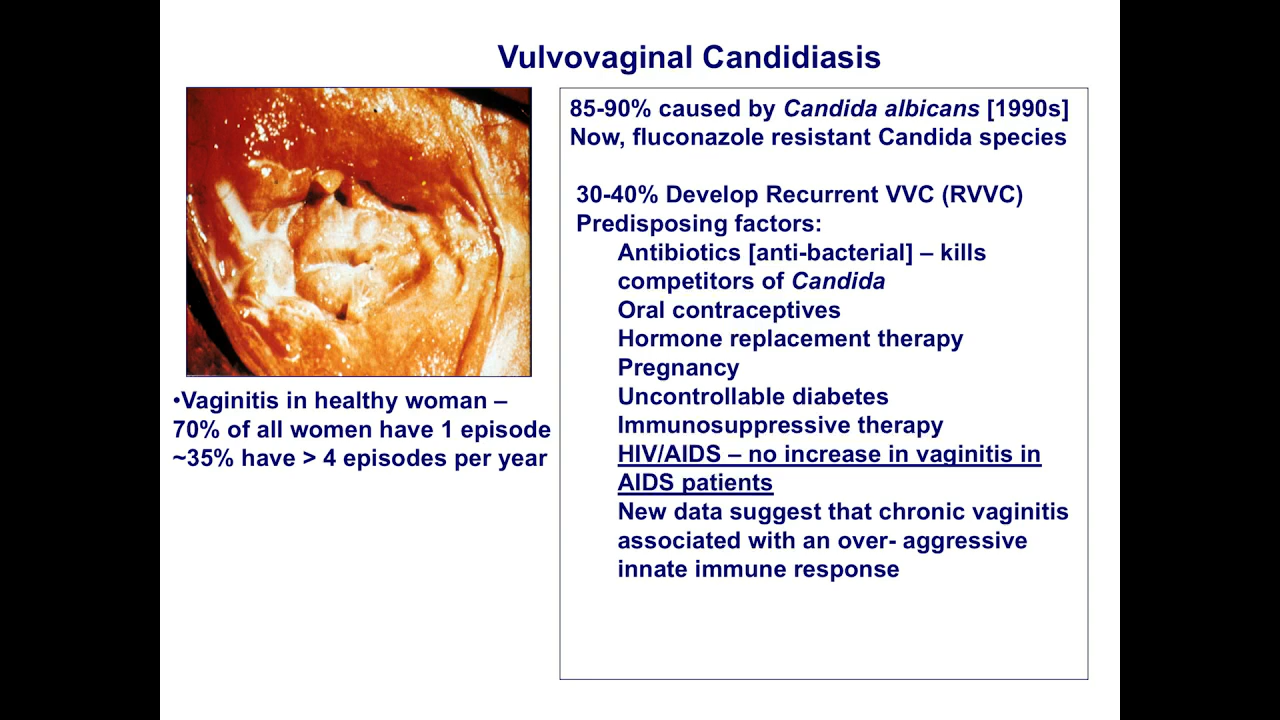 Vulvovaginal Candidiasis
85-90% caused by Candida albicans [1990s]
Now, fluconazole resistant Candida species
30-40% Develop Recurrent VVC (RVVC)
Predisposing factors:
Antibiotics [anti-bacterial] – kills
competitors of Candida
Oral contraceptives
Hormone replacement therapy
Pregnancy
Uncontrollable diabetes
Immunosuppressive therapy
HIV/AIDS – no increase in vaginitis in
AIDS patients
New data suggest that chronic vaginitis
associated with an over- aggressive
innate immune response
•Vaginitis in healthy woman –
70% of all women have 1 episode
~35% have > 4 episodes per year